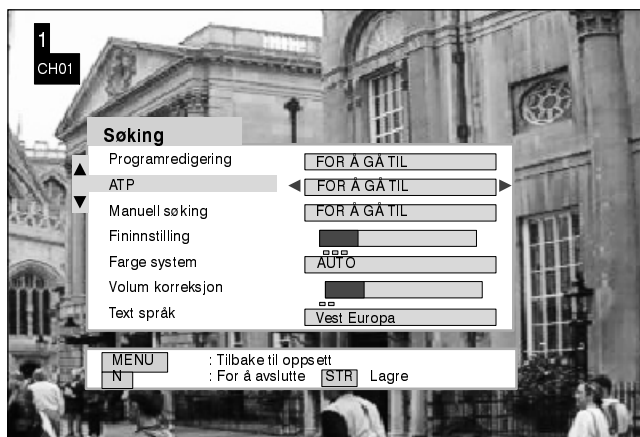 1
CH01
Søking
Programredigering FOR Å GÅ TIL
ATP FOR Å GÅ TIL
Manuell søking FOR Å GÅ TIL
Fininnstilling
Farge system AUTO
Volum korreksjon
Text språk Vest Europa
MENU : Tilbake til oppsett
N : For å avslutte STR Lagre